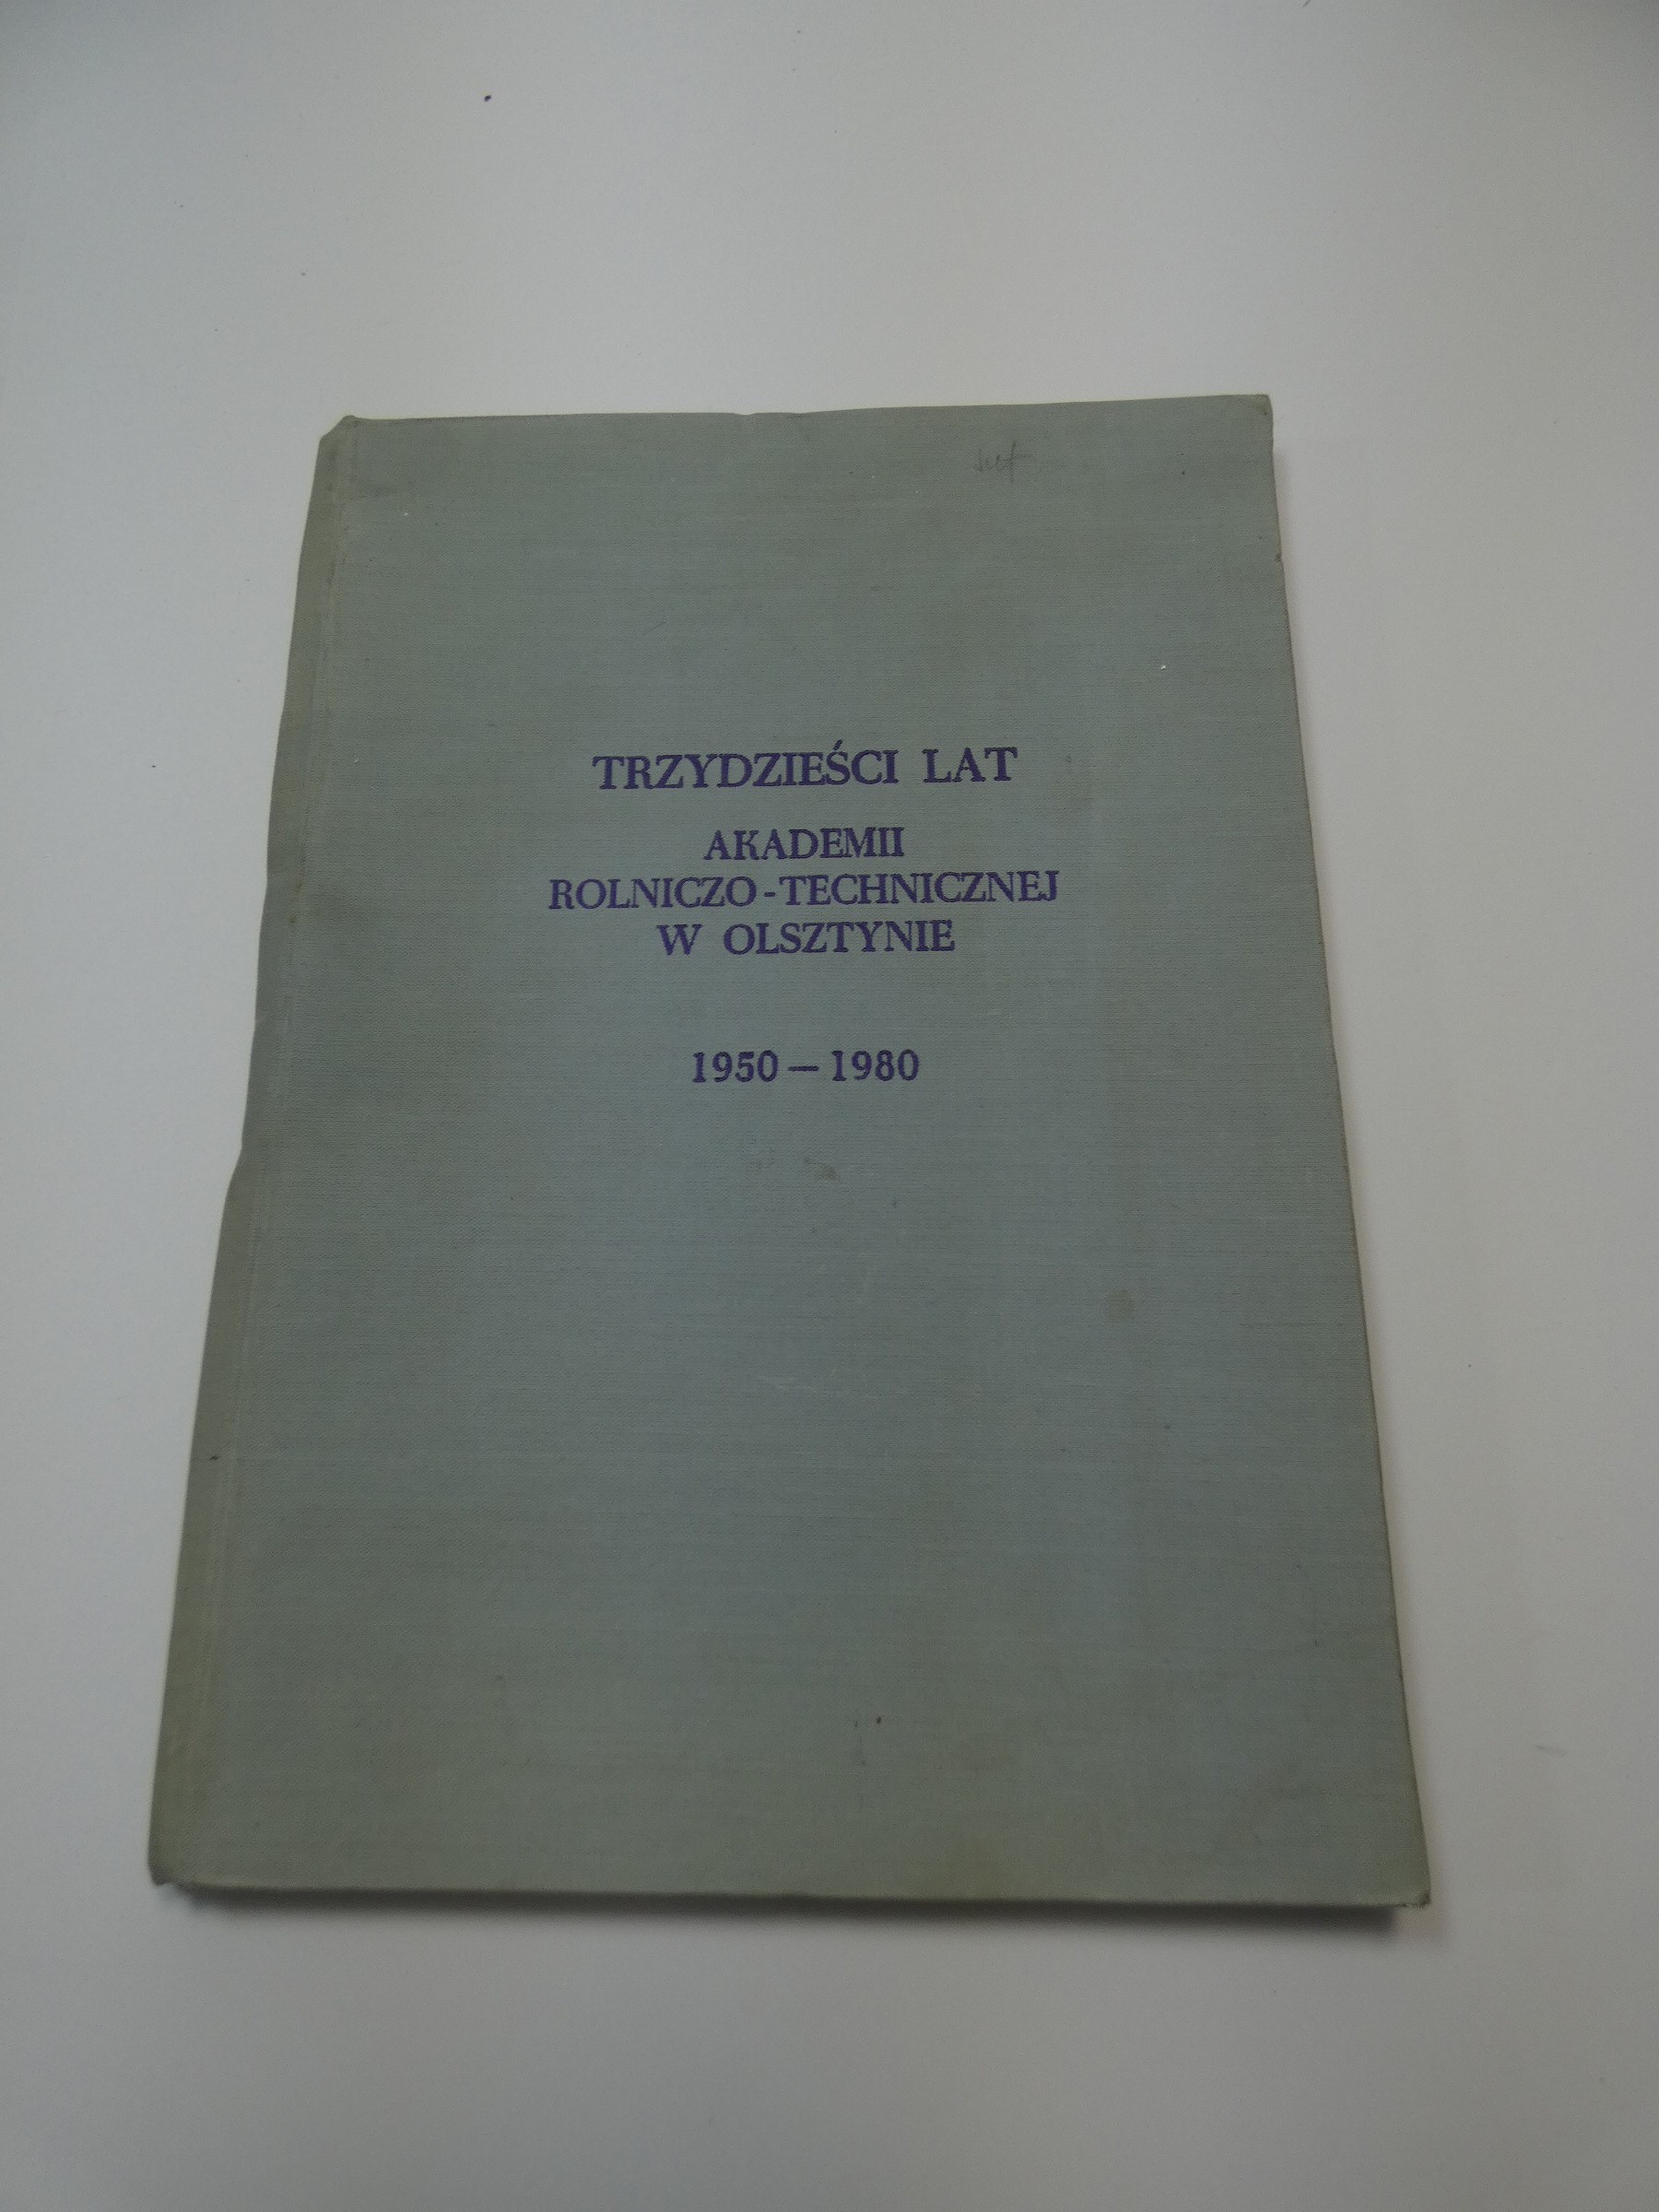 TRZYDZIEŚCI LAT
AKADEMII
ROLNICZO-TECHNICZNEJ
W OLSZTYNIE
1950 — 1980